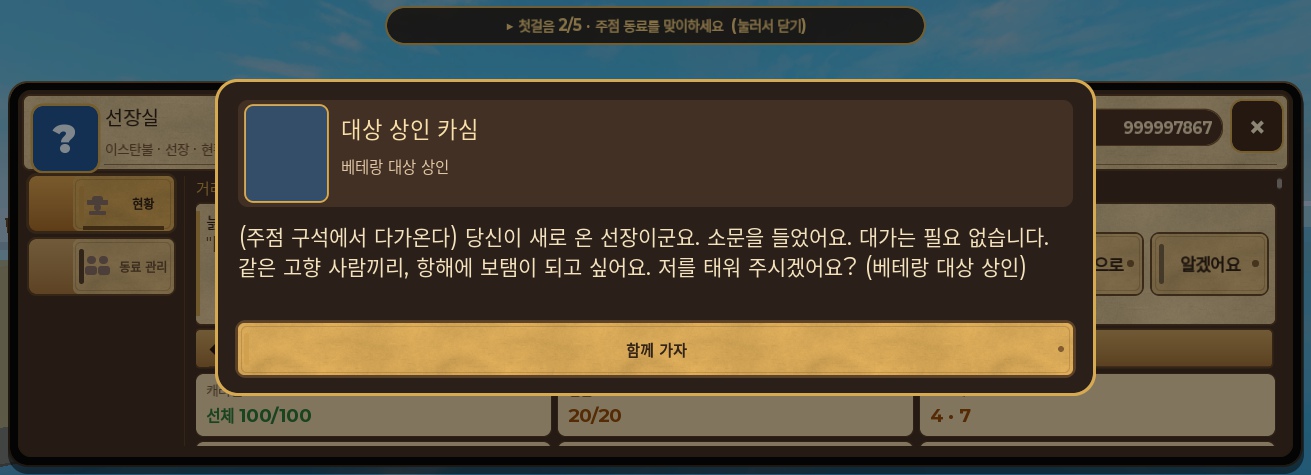 ▸ 첫걸음 2/5 · 주점 동료를 맞이하세요 (눌러서 닫기)
?
선장실
이스탄불 · 선장 ·
999997867
×
현황
동료 관리
대상 상인 카심
베테랑 대상 상인
(주점 구석에서 다가온다) 당신이 새로 온 선장이군요. 소문을 들었어요. 대가는 필요 없습니다.
같은 고향 사람끼리, 항해에 보탬이 되고 싶어요. 저를 태워 주시겠어요? (베테랑 대상 상인)
함께 가자
으로
알겠어요
선체 100/100
20/20
4 · 7